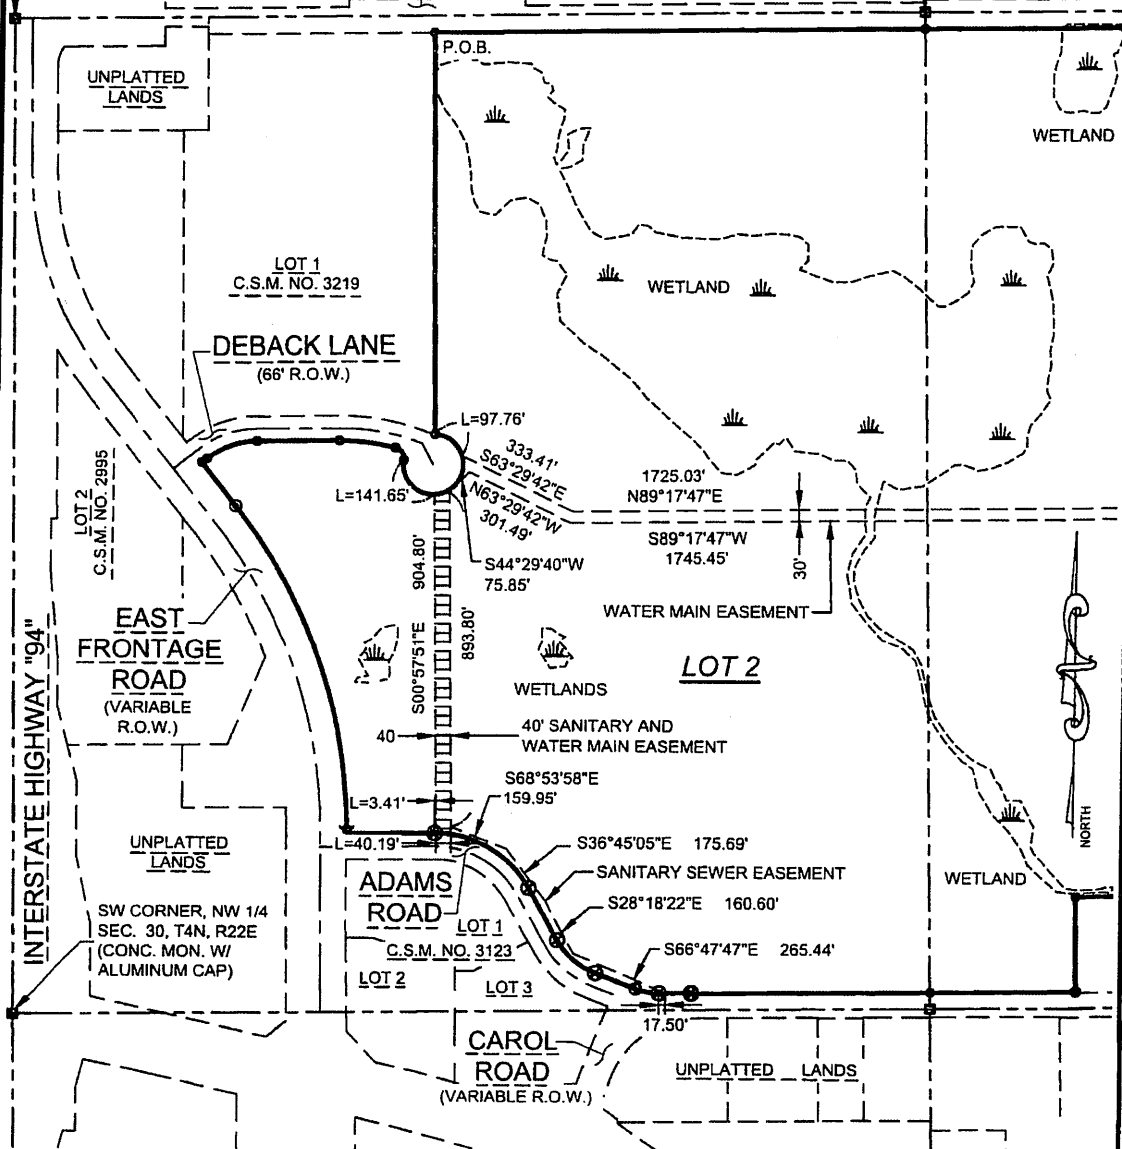 P.O.B.
UNPLATTED
LANDS
WETLAND
LOT 1
C.S.M. NO. 3219
WETLAND
DEBACK LANE
(66' R.O.W.)
L=97.76'
333.41'
S63°29'42"E
N63°29'42"W
301.49'
1725.03'
N89°17'47"E
S89°17'47"W
1745.45'
30'
L=141.65'
LOT 2
C.S.M. NO. 2995
S44°29'40"W
75.85'
WATER MAIN EASEMENT
904.80'
S00°57'51"E
893.80'
EAST
FRONTAGE
ROAD
(VARIABLE
R.O.W.)
INTERSTATE HIGHWAY "94"
WETLANDS
LOT 2
40
40' SANITARY AND
WATER MAIN EASEMENT
S68°53'58"E
159.95'
L=3.41'
L=40.19'
NORTH
UNPLATTED
LANDS
S36°45'05"E 175.69'
SANITARY SEWER EASEMENT
ADAMS
ROAD
WETLAND
S28°18'22"E 160.60'
SW CORNER, NW 1/4
SEC. 30, T4N, R22E
(CONC. MON. W/
ALUMINUM CAP)
LOT 1
C.S.M. NO. 3123
LOT 2
LOT 3
S66°47'47"E 265.44'
17.50'
CAROL
ROAD
(VARIABLE R.O.W.)
UNPLATTED LANDS